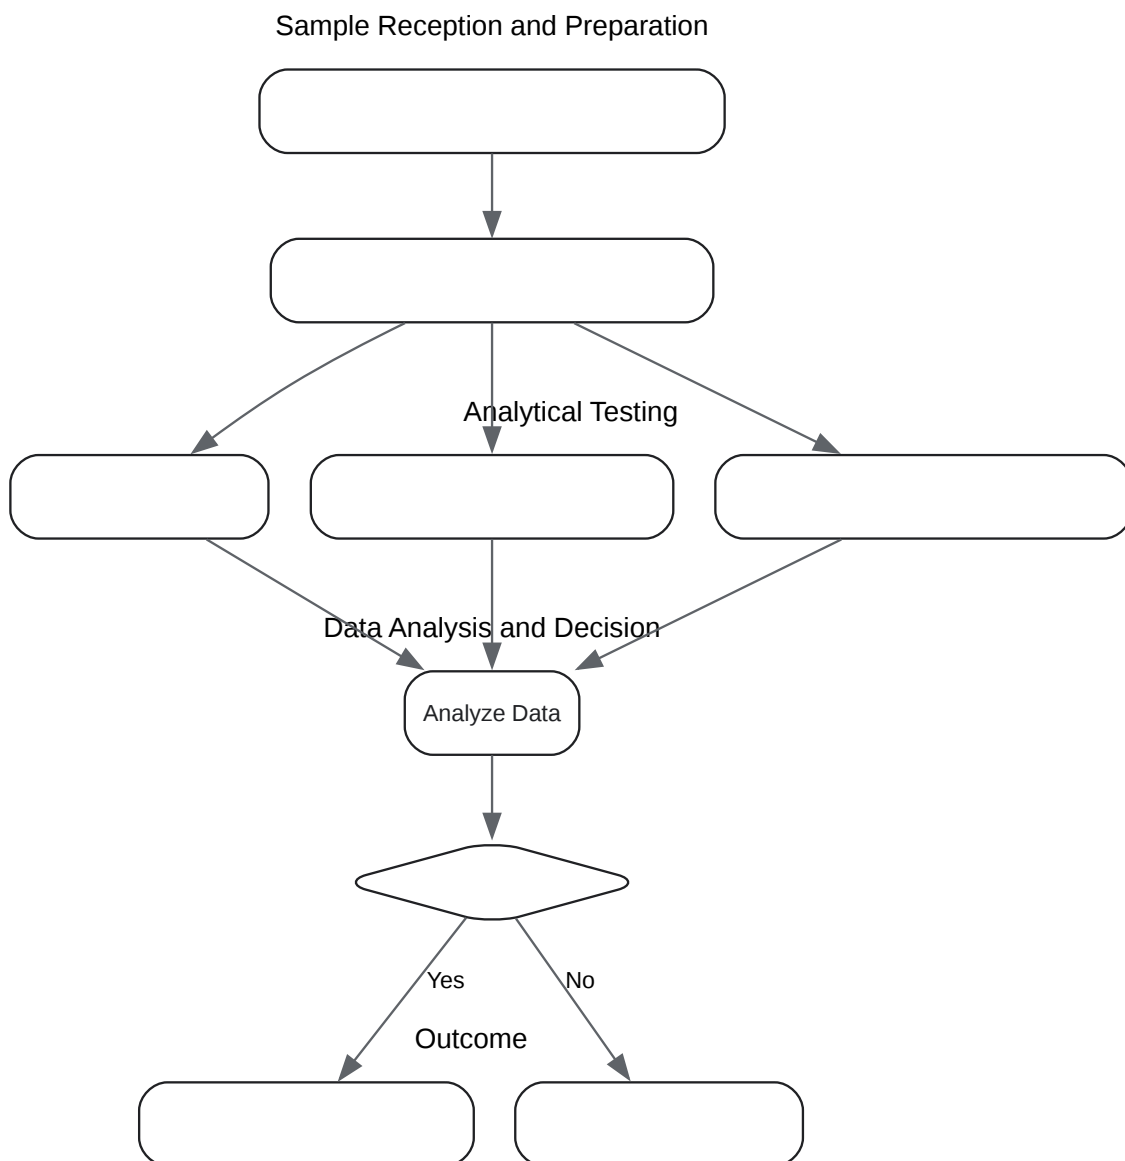 Sample Reception and Preparation
Analytical Testing
Data Analysis and Decision
Analyze Data
Yes
No
Outcome